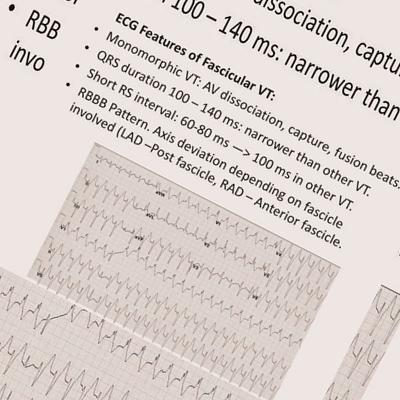 dissociation, captu
100 – 140 ms: narrower than
• RBB
invo
ECG Features of Fascicular VT:
• Monomorphic VT: AV dissociation, capture, fusion beats.
• QRS duration 100 – 140 ms: narrower than other VT.
• Short RS interval: 60-80 ms —> 100 ms in other VT.
• RBBB Pattern. Axis deviation depending on fascicle
involved (LAD –Post fascicle, RAD – Anterior fascicle.